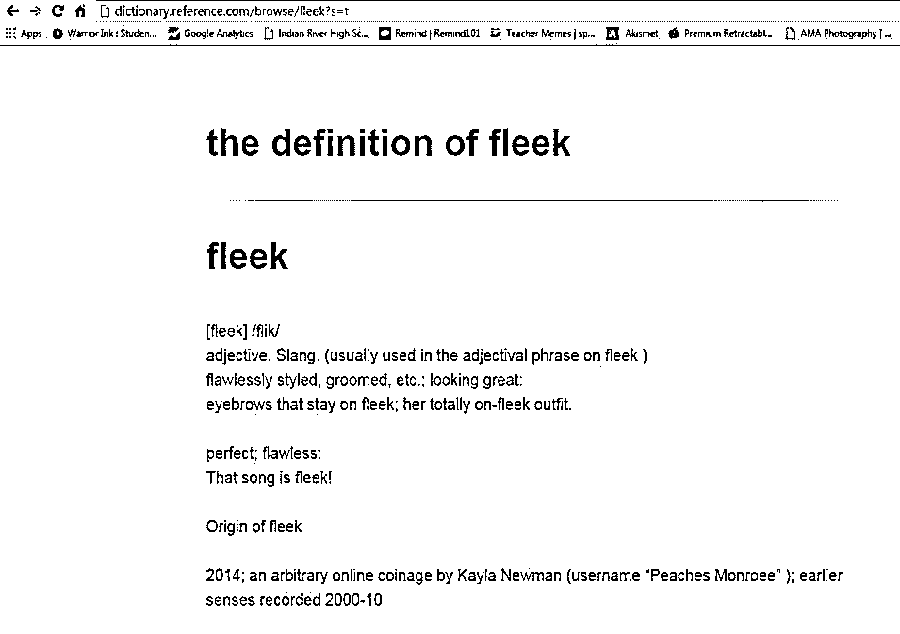 dictionary.reference.com/browse/fleek?s=t
Apps Warrior Ink : Studen... Google Analytics Indian River High Sc... Remind | Remind101 Teacher Memes | sp... Akismet Premium Retractabl... AMA Photography |
the definition of fleek
fleek
[fleek] /flik/
adjective. Slang. (usually used in the adjectival phrase on fleek )
flawlessly styled, groomed, etc.; looking great:
eyebrows that stay on fleek; her totally on-fleek outfit.
perfect; flawless:
That song is fleek!
Origin of fleek
2014; an arbitrary online coinage by Kayla Newman (username "Peaches Monroee" ); earlier
senses recorded 2000-10